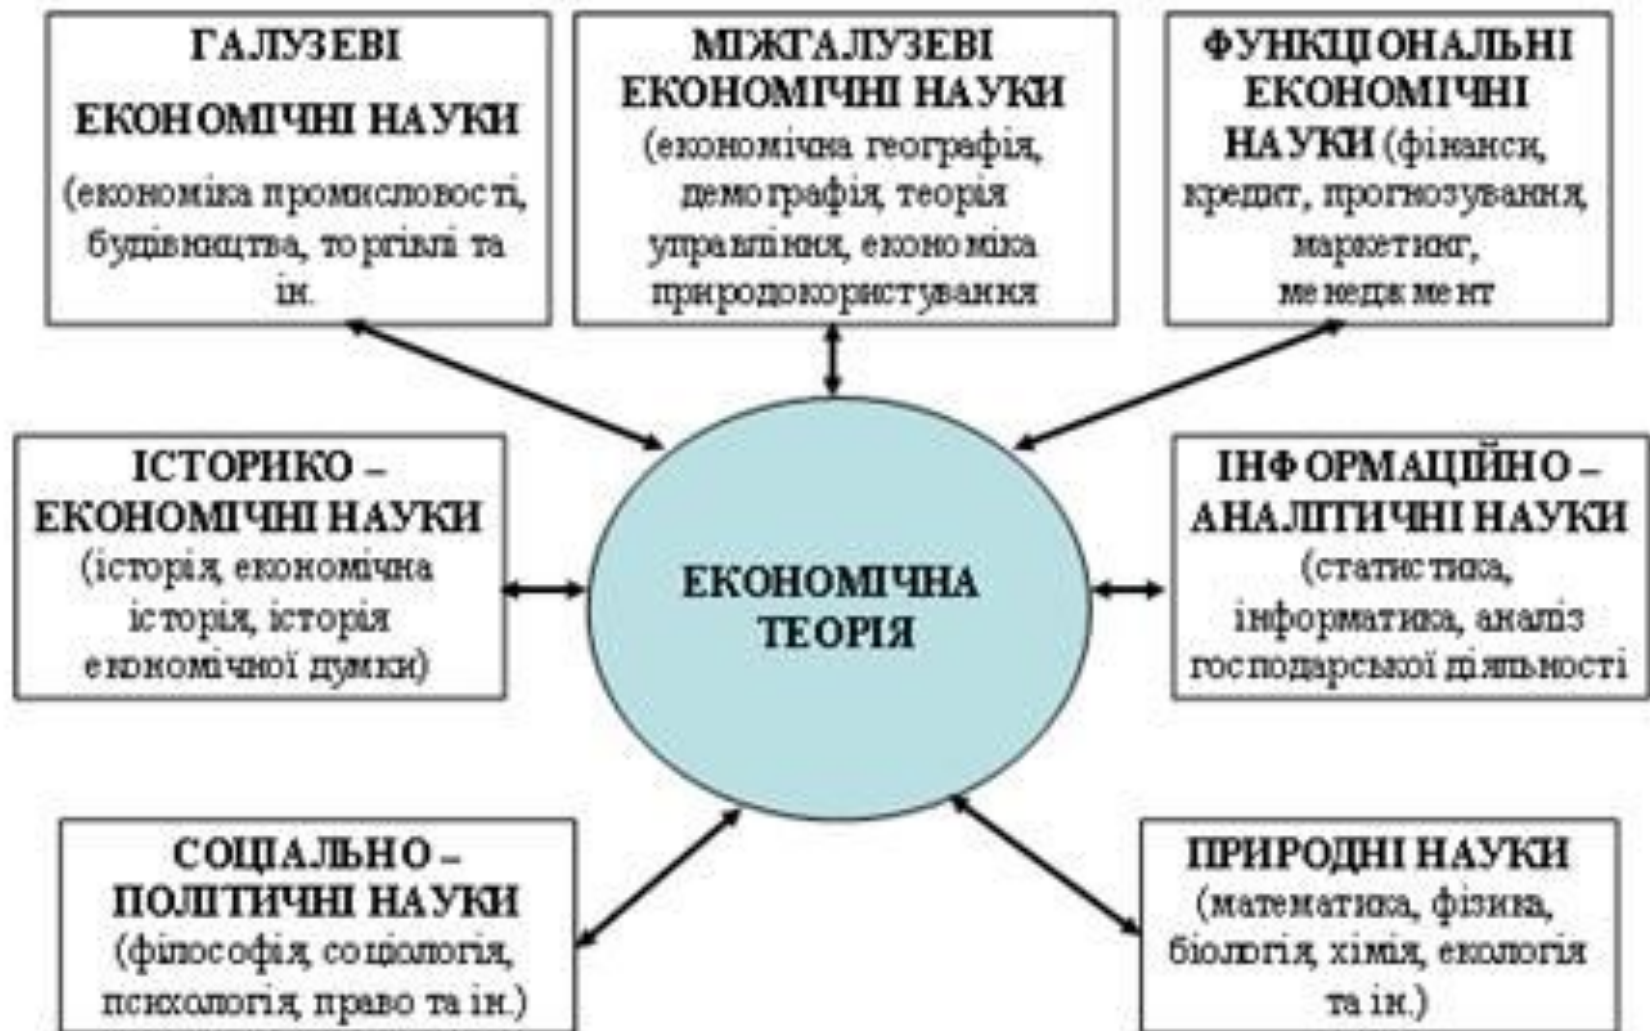 ГАЛУЗЕВІ
ЕКОНОМІЧНІ НАУКИ
(економіка промисловості,
будівництва, торгівлі та
ін.
МІЖГАЛУЗЕВІ
ЕКОНОМІЧНІ НАУКИ
(економічна географія,
демографія, теорія
управління, економіка
природокористування
ФУНКЦІОНАЛЬНІ
ЕКОНОМІЧНІ
НАУКИ (фінанси,
кредит, прогнозування,
маркетинг,
менеджмент
ІСТОРИКО –
ЕКОНОМІЧНІ НАУКИ
(історія, економічна
історія, історія
економічної думки)
ЕКОНОМІЧНА
ТЕОРІЯ
ІНФОРМАЦІЙНО –
АНАЛІТИЧНІ НАУКИ
(статистика,
інформатика, аналіз
господарської діяльності
СОЦІАЛЬНО –
ПОЛІТИЧНІ НАУКИ
(філософія, соціологія,
психологія, право та ін.)
ПРИРОДНІ НАУКИ
(математика, фізика,
біологія, хімія, екологія
та ін.)